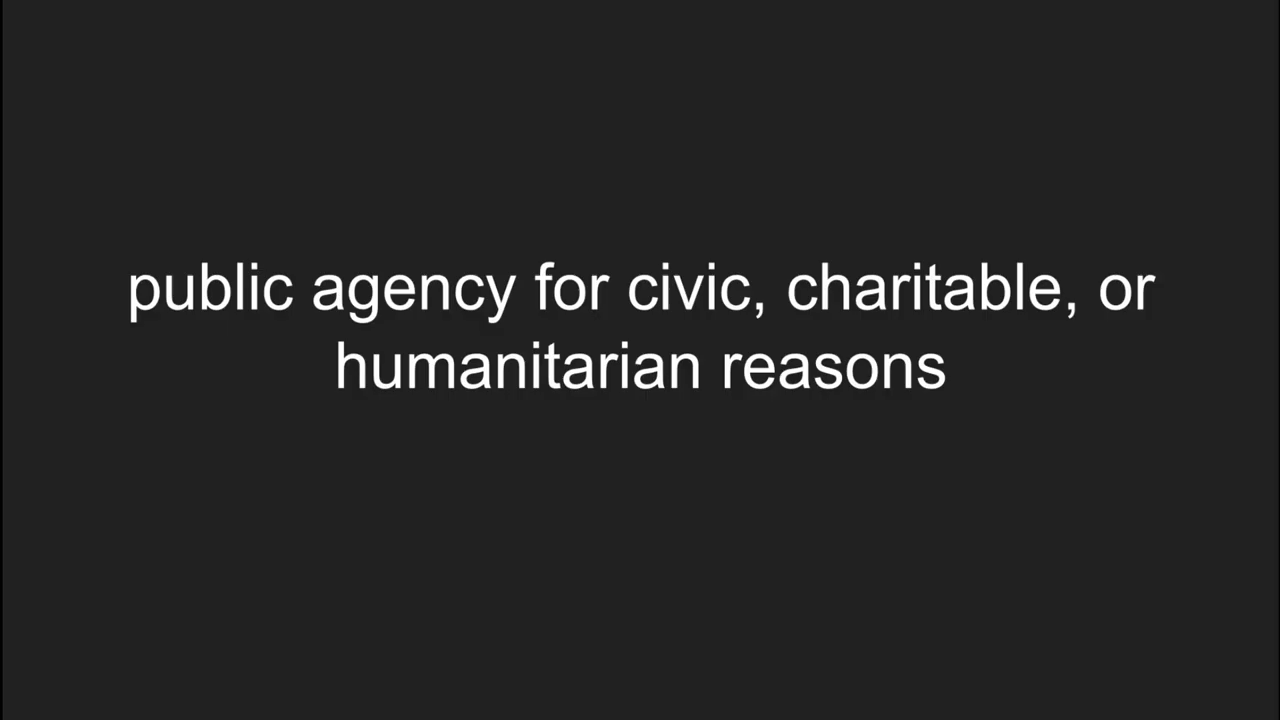 public agency for civic, charitable, or
humanitarian reasons